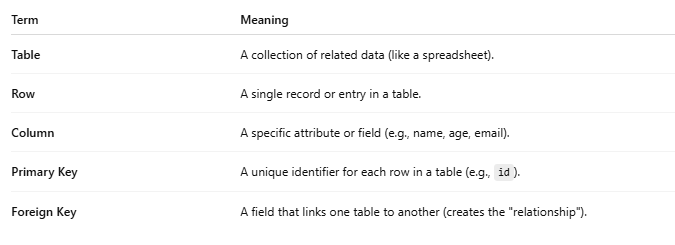 Term Meaning
Table A collection of related data (like a spreadsheet).
Row A single record or entry in a table.
Column A specific attribute or field (e.g., name, age, email).
Primary Key A unique identifier for each row in a table (e.g., id ).
Foreign Key A field that links one table to another (creates the "relationship").